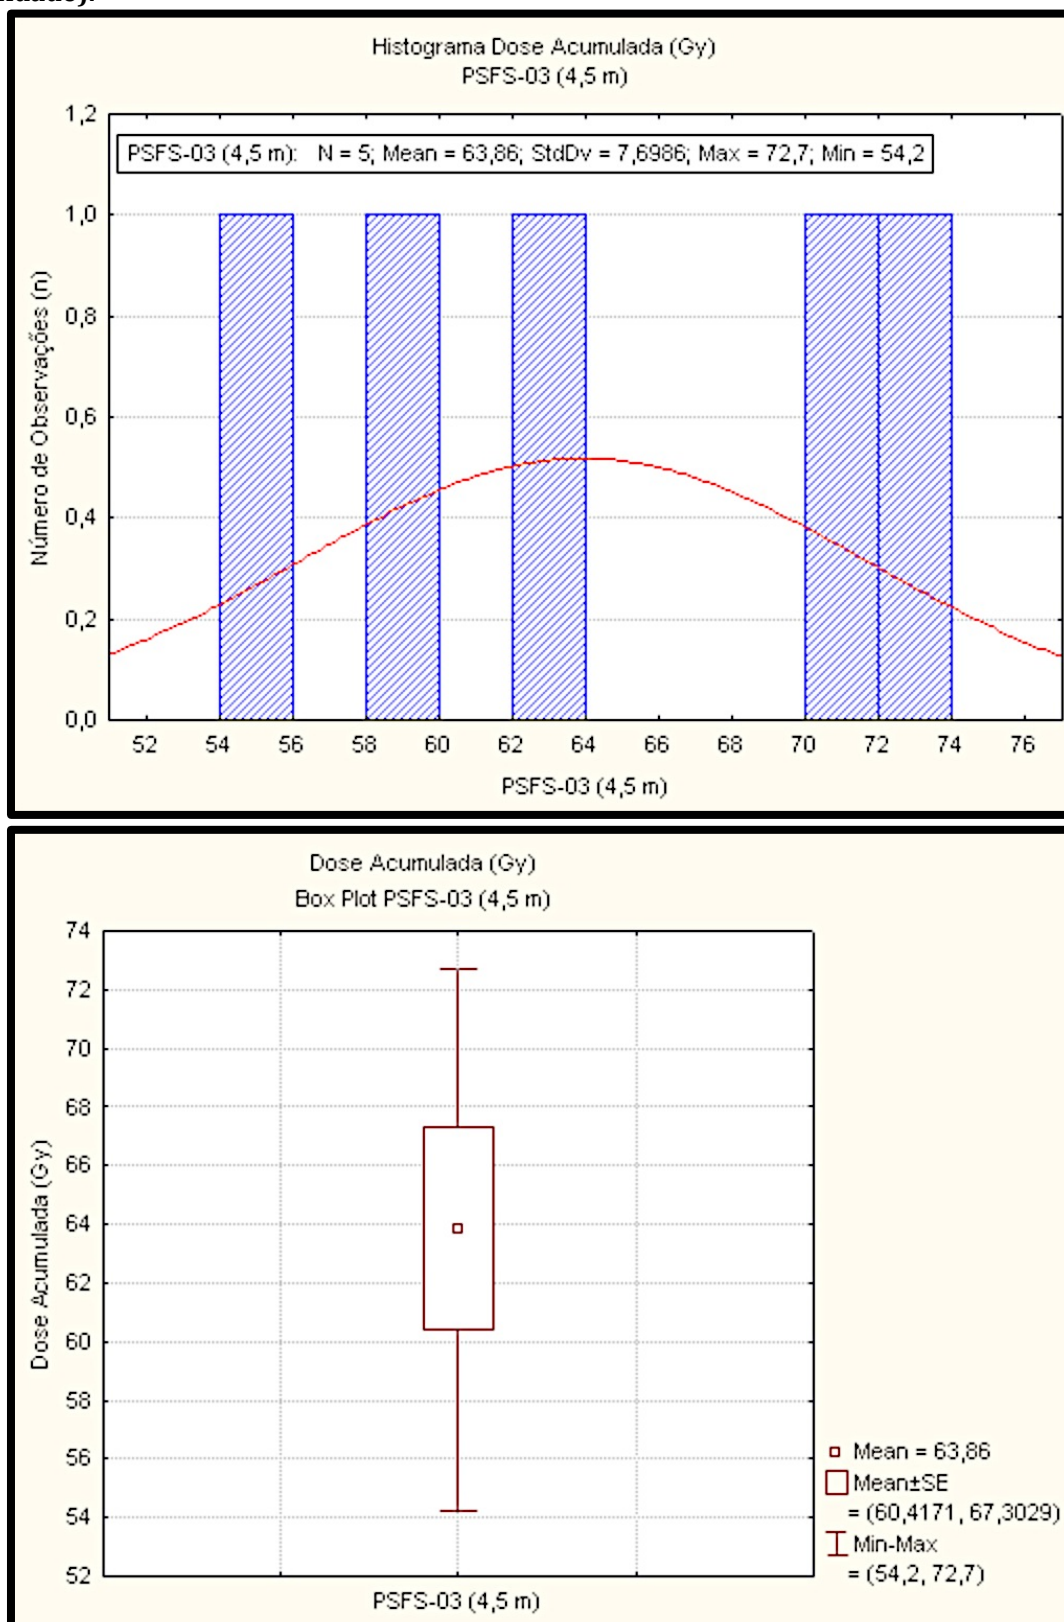 Histograma Dose Acumulada (Gy)
PSFS-03 (4,5 m)
1,2
PSFS-03 (4,5 m): N = 5; Mean = 63,86; StdDv = 7,6986; Max = 72,7; Min = 54,2
1,0
0,8
0,6
0,4
0,2
0,0
Número de Observações (n)
52 54 56 58 60 62 64 66 68 70 72 74 76
PSFS-03 (4,5 m)
Dose Acumulada (Gy)
Box Plot PSFS-03 (4,5 m)
74
72
70
68
66
64
62
60
58
56
54
52
Dose Acumulada (Gy)
PSFS-03 (4,5 m)
Mean = 63,86
Mean±SE
= (60,4171, 67,3029)
Min-Max
= (54,2, 72,7)